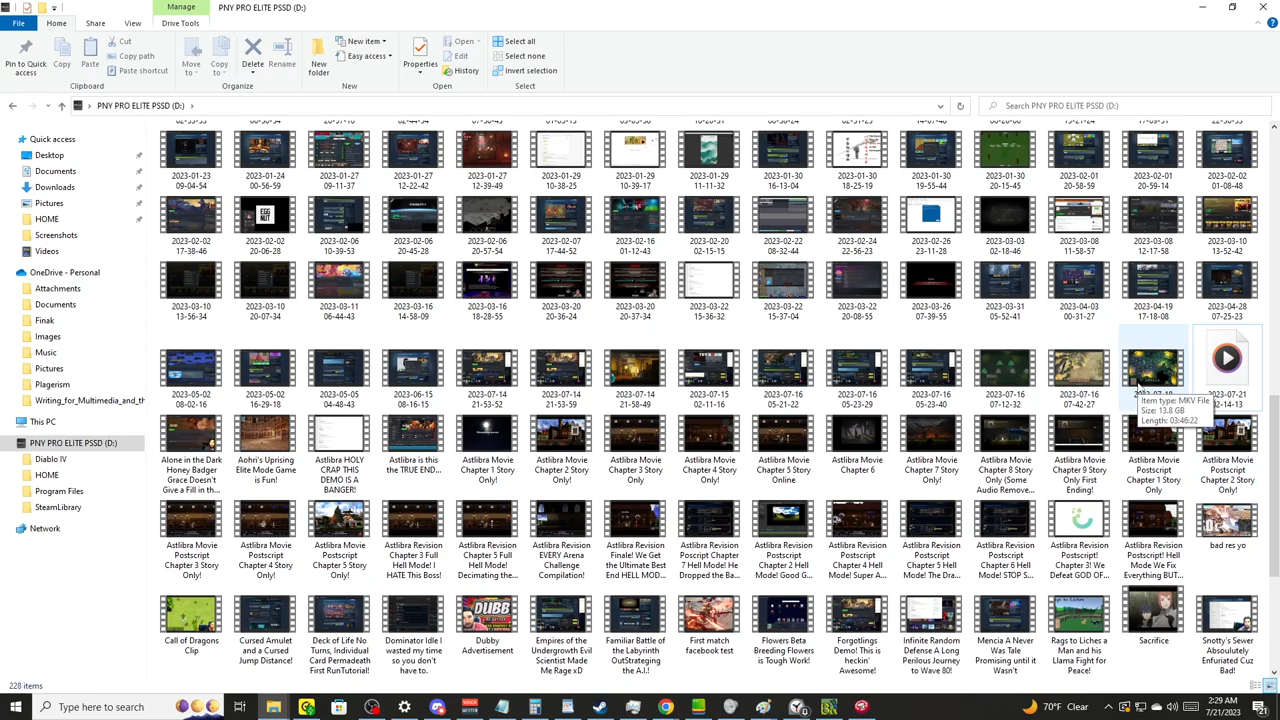 Manage
PNY PRO ELITE PSSD (D:)
File
Home
Share
View
Drive Tools
Pin to Quick access
Copy
Paste
Cut
Copy path
Paste shortcut
Clipboard
Move to
Copy to
Delete
Rename
Organize
New folder
New item
Easy access
New
Properties
Open
Edit
History
Open
Select all
Select none
Invert selection
Select
PNY PRO ELITE PSSD (D:)
Search PNY PRO ELITE PSSD (D:)
Quick access
Desktop
Documents
Downloads
Pictures
HOME
Screenshots
Videos
OneDrive - Personal
Attachments
Documents
Finak
Images
Music
Pictures
Plagerism
Writing_for_Multimedia_and_th
This PC
PNY PRO ELITE PSSD (D:)
Diablo IV
HOME
Program Files
SteamLibrary
Network
2023-01-23 2023-01-24 2023-01-27 2023-01-27 2023-01-27 2023-01-29 2023-01-29 2023-01-29 2023-01-30 2023-01-30 2023-01-30 2023-01-30 2023-02-01 2023-02-01 2023-02-02
09-04-54 00-56-59 09-11-37 12-22-42 12-39-49 10-38-25 10-39-17 11-11-32 16-13-04 18-25-19 19-55-44 20-15-45 20-58-59 20-59-14 01-08-48
2023-02-02 2023-02-02 2023-02-06 2023-02-06 2023-02-06 2023-02-07 2023-02-16 2023-02-20 2023-02-22 2023-02-24 2023-02-26 2023-03-03 2023-03-08 2023-03-08 2023-03-10
17-38-46 20-06-28 10-39-53 20-45-28 20-57-54 17-44-52 01-12-43 02-15-15 08-32-44 22-56-23 23-11-28 02-18-46 11-58-57 12-17-58 13-52-42
2023-03-10 2023-03-10 2023-03-11 2023-03-16 2023-03-16 2023-03-20 2023-03-20 2023-03-22 2023-03-22 2023-03-22 2023-03-26 2023-03-31 2023-04-03 2023-04-19 2023-04-28
13-56-34 20-07-34 06-44-43 14-58-09 18-28-15 20-36-24 20-37-34 15-36-32 15-37-04 20-08-55 07-39-55 05-52-41 00-31-27 17-18-08 07-25-23
2023-05-02 2023-05-02 2023-05-05 2023-06-08 2023-07-14 2023-07-14 2023-07-14 2023-07-15 2023-07-16 2023-07-16 2023-07-16 2023-07-16 2023-07-16 2023-07-18 2023-07-21
08-02-16 16-29-18 04-48-43 16-15-15 21-53-52 21-53-59 21-58-49 15-12-11 05-21-22 05-23-29 05-23-40 07-17-58 07-42-27 02-14-13
Item type: MKV File
Size: 13.8 GB
Length: 03:46:22
Alone in the Dark Honey Badger Grace Doesn't Give a Fill in th...
Aohri's Uprising Elite Mode Game is Fun!
Astlibra HOLY CRAP THIS DEMO IS A BANGER!
Astlibra is this the TRUE END...
Astlibra Movie Chapter 1 Story Only!
Astlibra Movie Chapter 2 Story Only!
Astlibra Movie Chapter 3 Story Only!
Astlibra Movie Chapter 4 Story Only!
Astlibra Movie Chapter 5 Story Online
Astlibra Movie Chapter 6
Astlibra Movie Chapter 7 Story Only!
Astlibra Movie Chapter 8 Story Only (Some Audio Remove...
Astlibra Movie Chapter 9 Story Only First Ending!
Astlibra Movie Postscript Chapter 1 Story Only
Astlibra Movie Postscript Chapter 2 Story Only!
Astlibra Movie Postscript Chapter 3 Story Only!
Astlibra Movie Postscript Chapter 4 Story Only!
Astlibra Movie Postscript Chapter 5 Story Only!
Astlibra Revision Chapter 3 Full Hell Mode! I HATE This Boss!
Astlibra Revision Chapter 5 Full Hell Mode! Decimating the...
Astlibra Revision EVERY Arena Challenge Compilation!
Astlibra Revision Finale! We Get the Ultimate Best End HELL MOD...
Astlibra Revision Poscript Chapter 7 Hell Mode! He Dropped the Ba...
Astlibra Revision Postscript Chapter 2 Hell Mode! Good G...
Astlibra Revision Postscript Chapter 4 Hell Mode! Super A...
Astlibra Revision Postscript Chapter 5 Hell Mode! The Dra...
Astlibra Revision Postscript Chapter 6 Hell Mode! STOP S...
Astlibra Revision Postscript! Chapter 3! We Defeat GOD OF...
Astlibra Revision Postscript! Hell Mode We Fix Everything BUT...
bad res yo
Call of Dragons Clip
Cursed Amulet and a Cursed Jump Distance!
Deck of Life No Turns, Individual Card Permadeath First RunTutorial!
Dominator Idle I wasted my time so you don't have to.
Dubby Advertisement
Empires of the Undergrowth Evil Scientist Made Me Rage xD
Familiar Battle of the Labyrinth OutStrateging the A.I.!
First match facebook test
Flowers Beta Breeding Flowers is Tough Work!
Forgotlings Demo! This is heckin' Awesome!
Infinite Random Defense A Long Perilous Journey to Wave 80!
Mencia A Never Was Tale Promising until it Wasn't
Rags to Liches a Man and his Llama Fight for Peace!
Sacrifice
Snotty's Sewer Absoulutely Enfuriated Cuz Bad!
EGG NUT
DUBB
228 items
Type here to search
70°F Clear
2:29 AM
7/21/2023
21